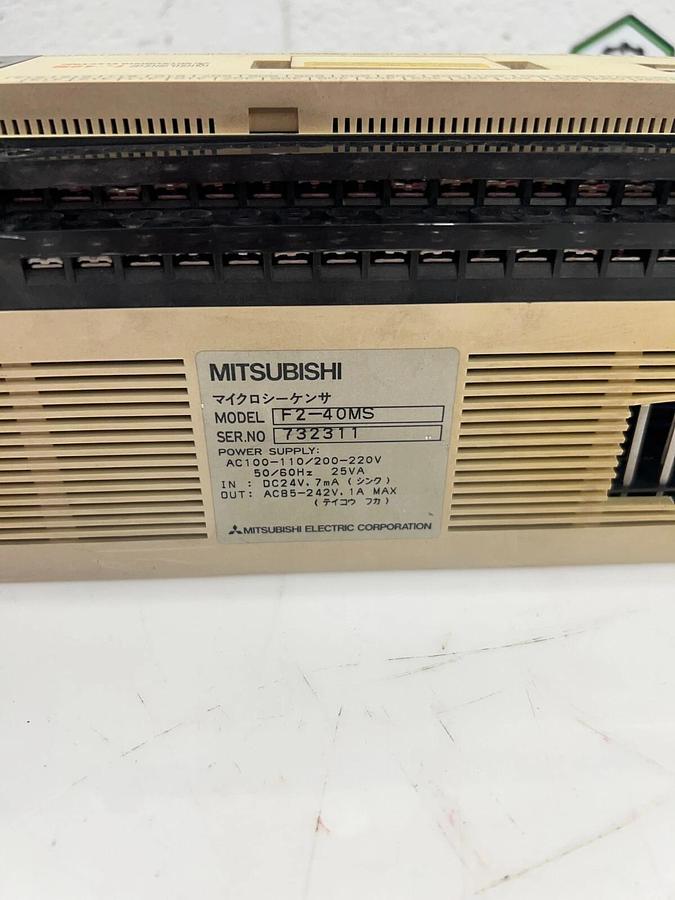 MITSUBISHI
マイクロシーケンサ
MODEL F2-40MS
SER.NO 732311
POWER SUPPLY:
AC100-110/200-220V
50/60Hz 25VA
IN : DC24V.7mA (シンク)
OUT: AC85-242V.1A MAX
(テイコウ フカ)
MITSUBISHI ELECTRIC CORPORATION